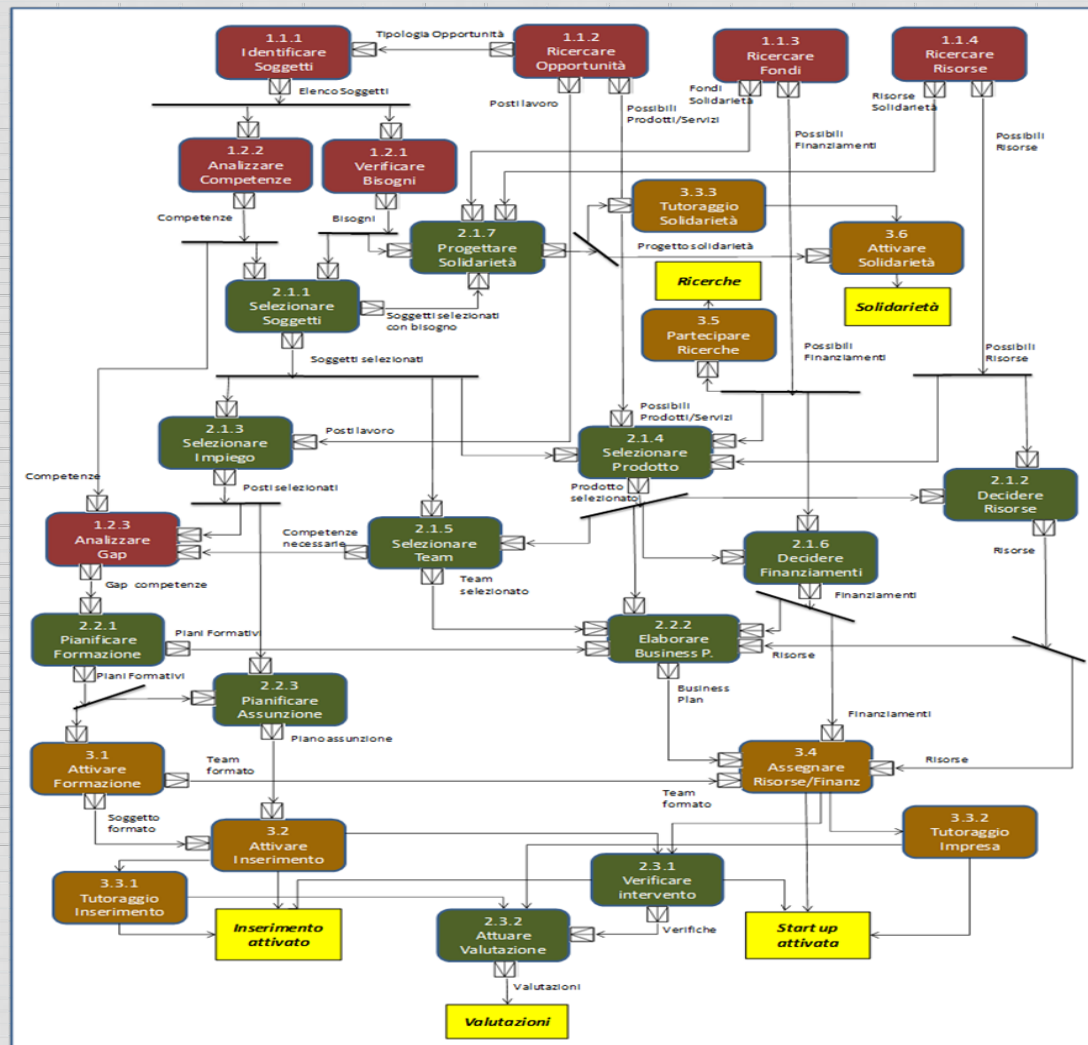 1.1.1
Identificare
Soggetti
Tipologia Opportunità
1.1.2
Ricercare
Opportunità
1.1.3
Ricercare
Fondi
1.1.4
Ricercare
Risorse
Elenco Soggetti
Posti lavoro
Possibili
Prodotti/Servizi
Fondi
Solidarietà
Possibili
Finanziamenti
Risorse
Solidarietà
Possibili
Risorse
1.2.2
Analizzare
Competenze
1.2.1
Verificare
Bisogni
Competenze
Bisogni
2.1.7
Progettare
Solidarietà
3.3.3
Tutoraggio
Solidarietà
Progetto solidarietà
3.6
Attivare
Solidarietà
Ricerche
Solidarietà
2.1.1
Selezionare
Soggetti
Soggetti selezionati
con bisogno
3.5
Partecipare
Ricerche
Soggetti selezionati
Possibili
Finanziamenti
Possibili
Risorse
2.1.3
Selezionare
Impiego
Posti lavoro
Possibili
Prodotti/Servizi
2.1.4
Selezionare
Prodotto
Competenze
Posti selezionati
Prodotto
selezionato
2.1.2
Decidere
Risorse
1.2.3
Analizzare
Gap
Competenze
necessarie
2.1.5
Selezionare
Team
2.1.6
Decidere
Finanziamenti
Risorse
Gap competenze
Team
selezionato
Finanziamenti
2.2.1
Pianificare
Formazione
Piani Formativi
2.2.2
Elaborare
Business P.
Risorse
Piani Formativi
2.2.3
Pianificare
Assunzione
Business
Plan
Finanziamenti
Piano assunzione
3.1
Attivare
Formazione
Team
formato
3.4
Assegnare
Risorse/Finanz
Risorse
Team
formato
Soggetto
formato
3.2
Attivare
Inserimento
3.3.2
Tutoraggio
Impresa
3.3.1
Tutoraggio
Inserimento
2.3.1
Verificare
intervento
Inserimento
attivato
2.3.2
Attuare
Valutazione
Verifiche
Start up
attivata
Valutazioni
Valutazioni